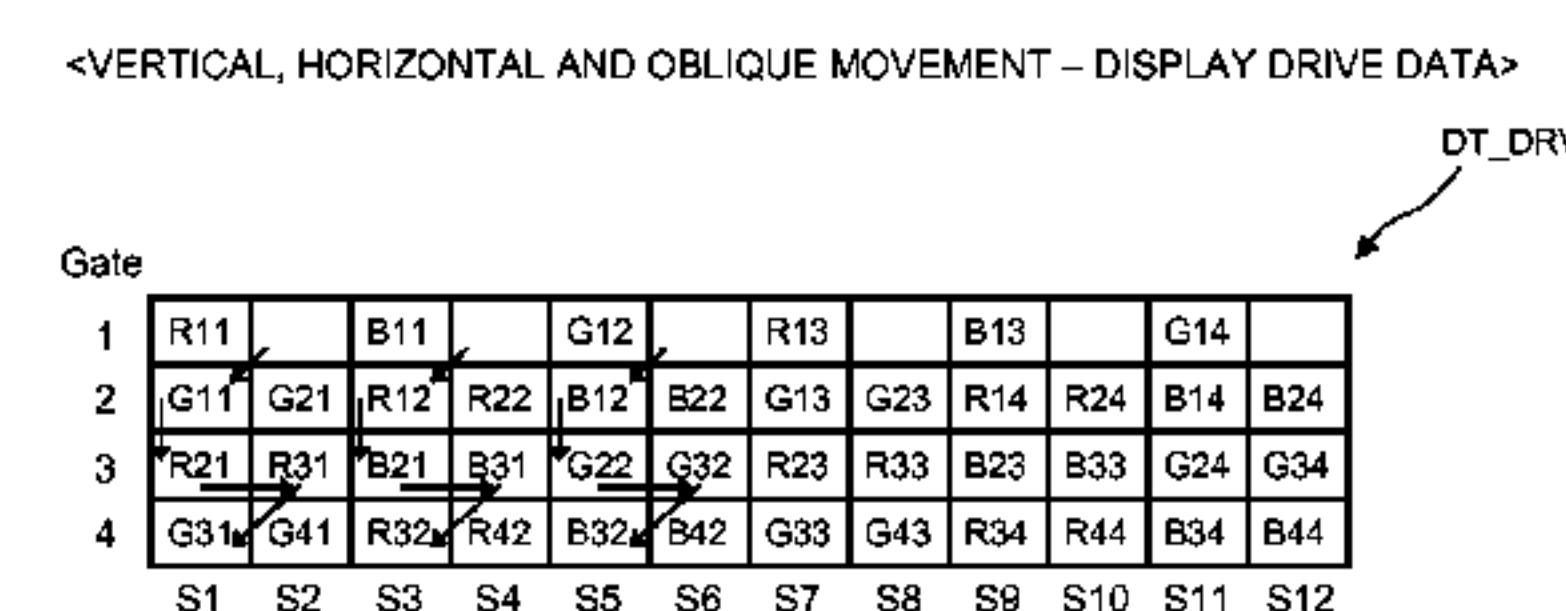 <VERTICAL, HORIZONTAL AND OBLIQUE MOVEMENT – DISPLAY DRIVE DATA>
DT_DRV
Gate
1 R11 B11 G12 R13 B13 G14
2 G11 G21 R12 R22 B12 B22 G13 G23 R14 R24 B14 B24
3 R21 R31 B21 B31 G22 G32 R23 R33 B23 B33 G24 G34
4 G31 G41 R32 R42 B32 B42 G33 G43 R34 R44 B34 B44
S1 S2 S3 S4 S5 S6 S7 S8 S9 S10 S11 S12